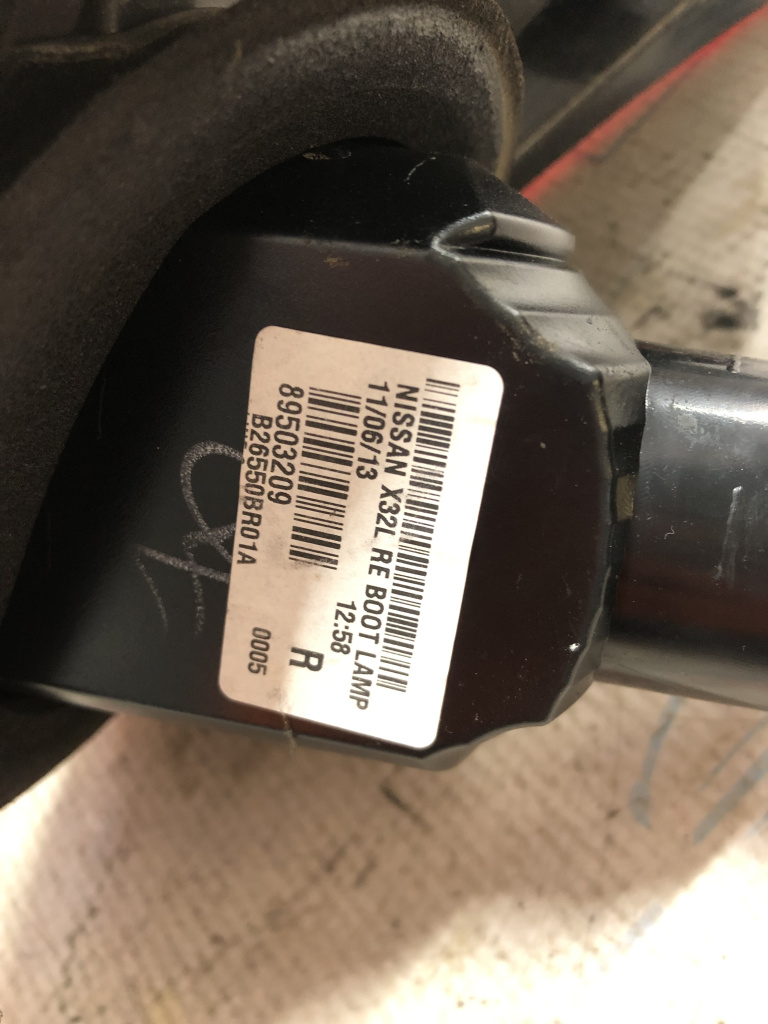 NISSAN X32L RE BOOT LAMP
11/06/13 12:58
89503209 R
B26550BR01A 0005